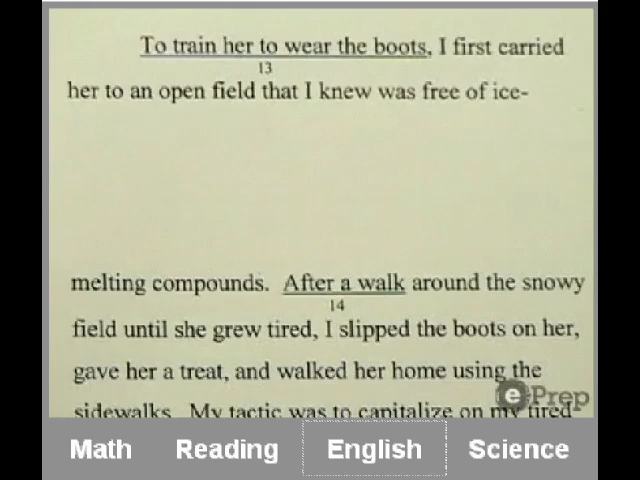 To train her to wear the boots, I first carried
13
her to an open field that I knew was free of ice-
melting compounds. After a walk around the snowy
14
field until she grew tired, I slipped the boots on her,
gave her a treat, and walked her home using the
sidewalks. My tactic was to capitalize on my tired
ePrep
Math Reading English Science